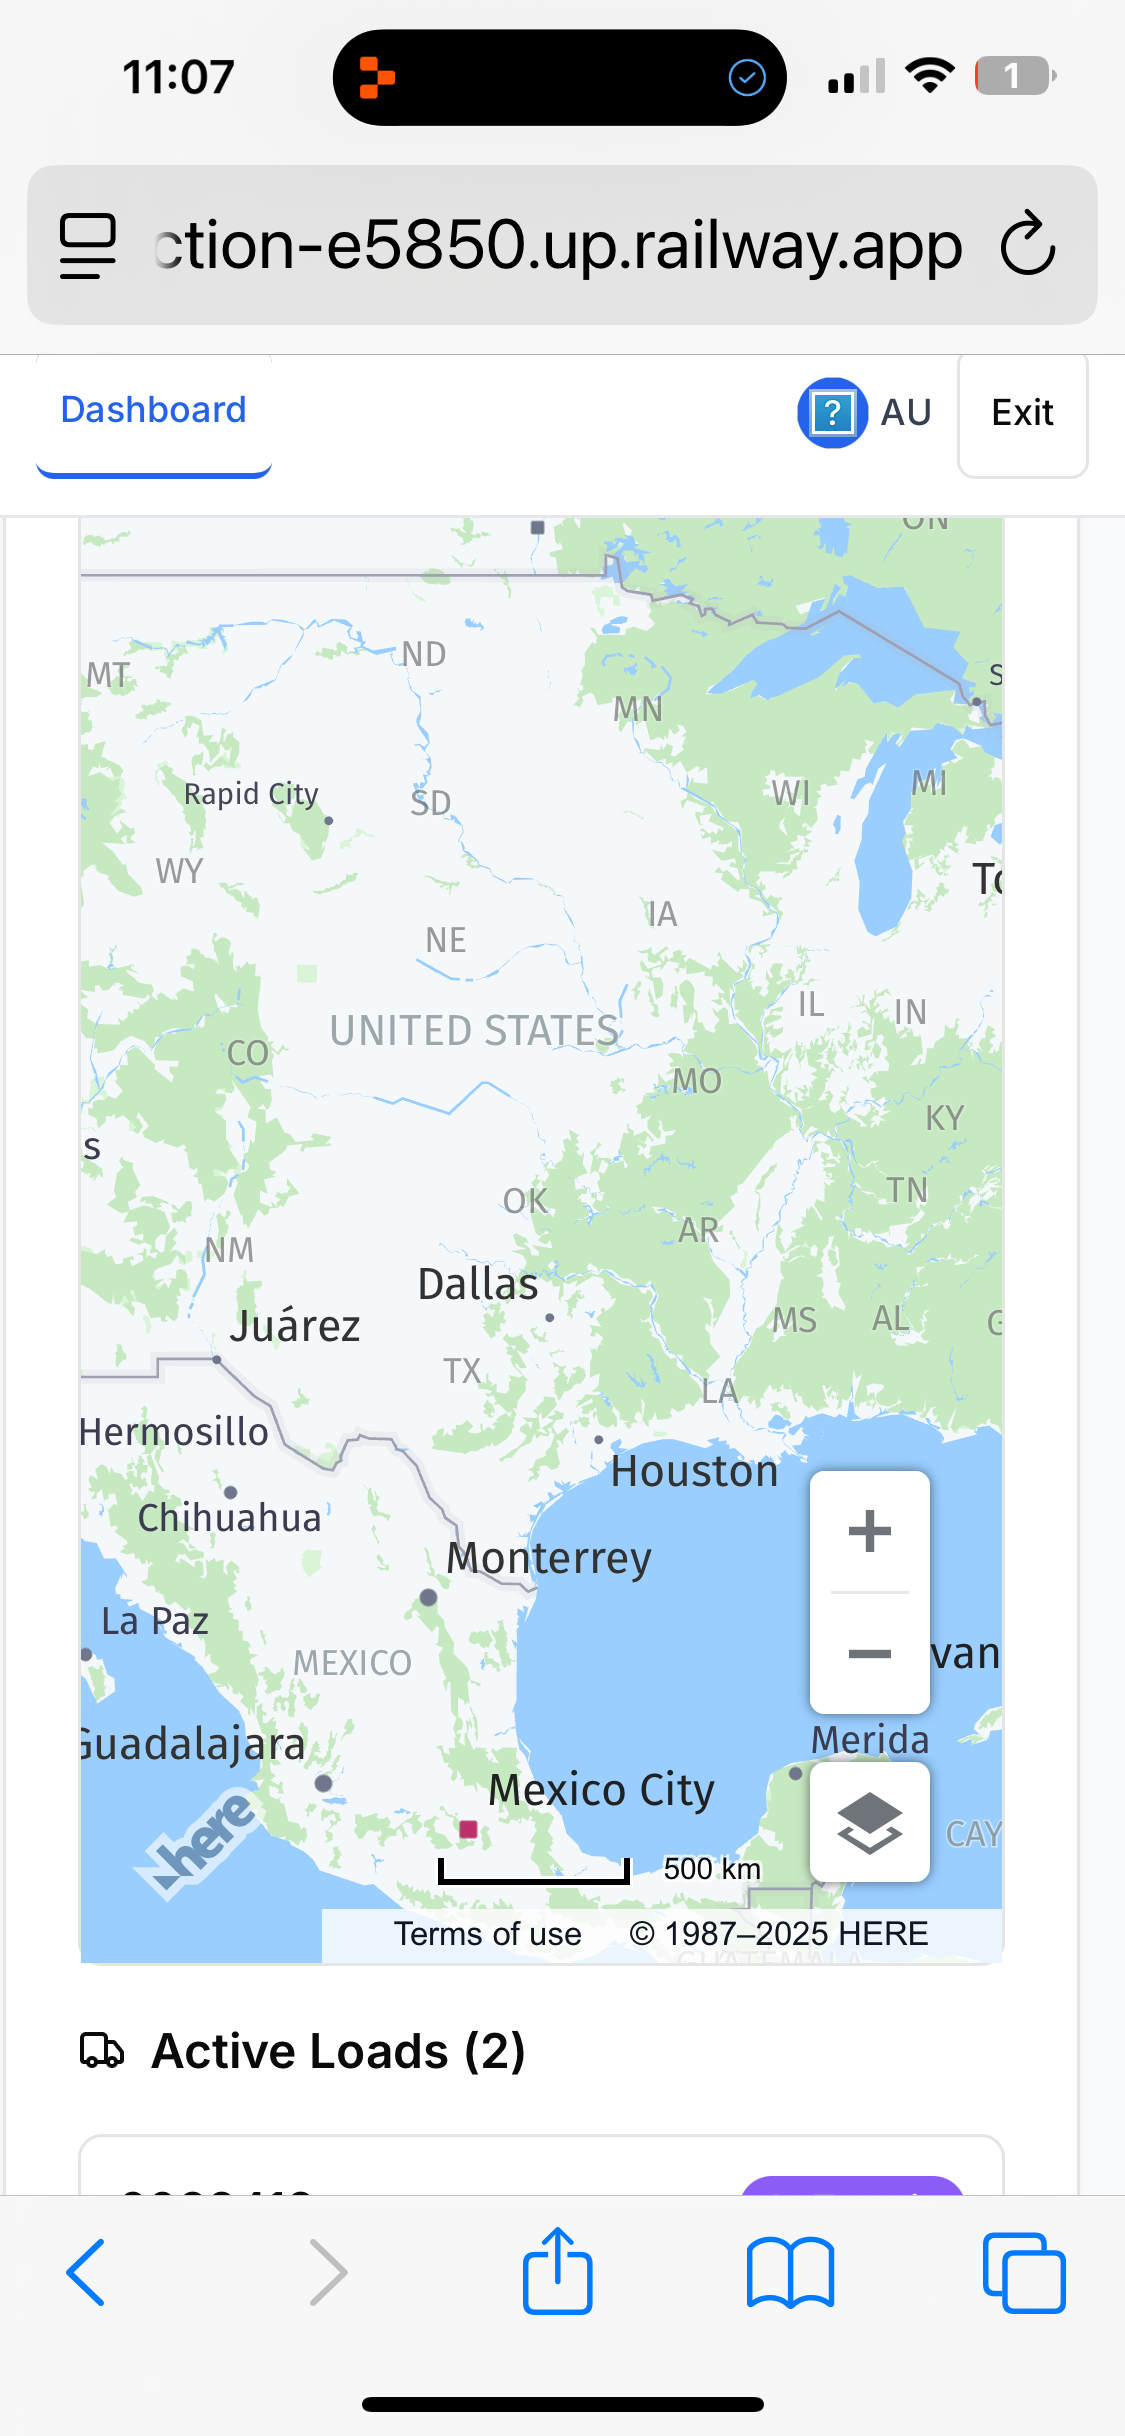 11:07
1
ction-e5850.up.railway.app
Dashboard
? AU
Exit
ON
ND
MT
S
MN
MI
WI
Rapid City
SD
WY
To
IA
NE
IL
IN
UNITED STATES
CO
MO
KY
s
TN
OK
AR
NM
Dallas
MS
AL
G
Juárez
TX
LA
Hermosillo
Houston
Chihuahua
Monterrey
La Paz
van
MEXICO
Merida
Guadalajara
Mexico City
here
CAY
500 km
Terms of use © 1987–2025 HERE
GUATEMALA
Active Loads (2)